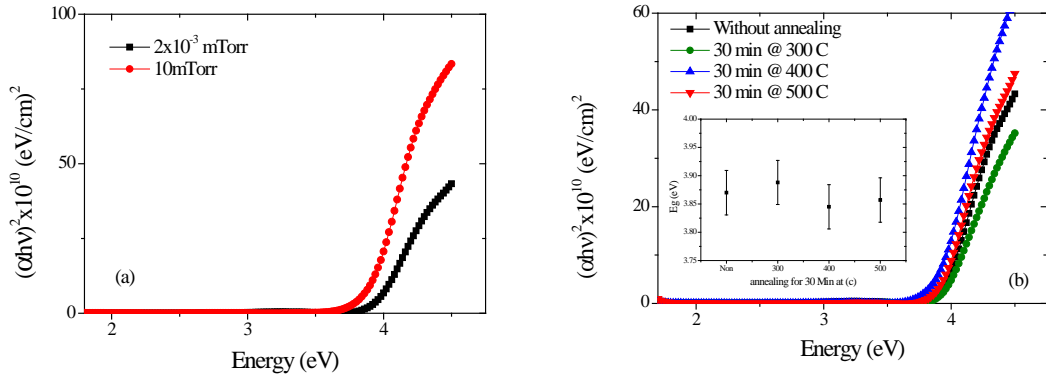 100
50
0
2
3
4
(αhν)²x10¹⁰ (eV/cm)²
Energy (eV)
2x10⁻³ mTorr
10mTorr
(a)
60
40
20
0
2
3
4
(αhν)²x10¹⁰ (eV/cm)²
Energy (eV)
Without annealing
30 min @ 300 C
30 min @ 400 C
30 min @ 500 C
4.00
3.95
3.90
3.85
3.80
3.75
Eg (eV)
Non
300
400
500
annealing for 30 Min at (c)
(b)